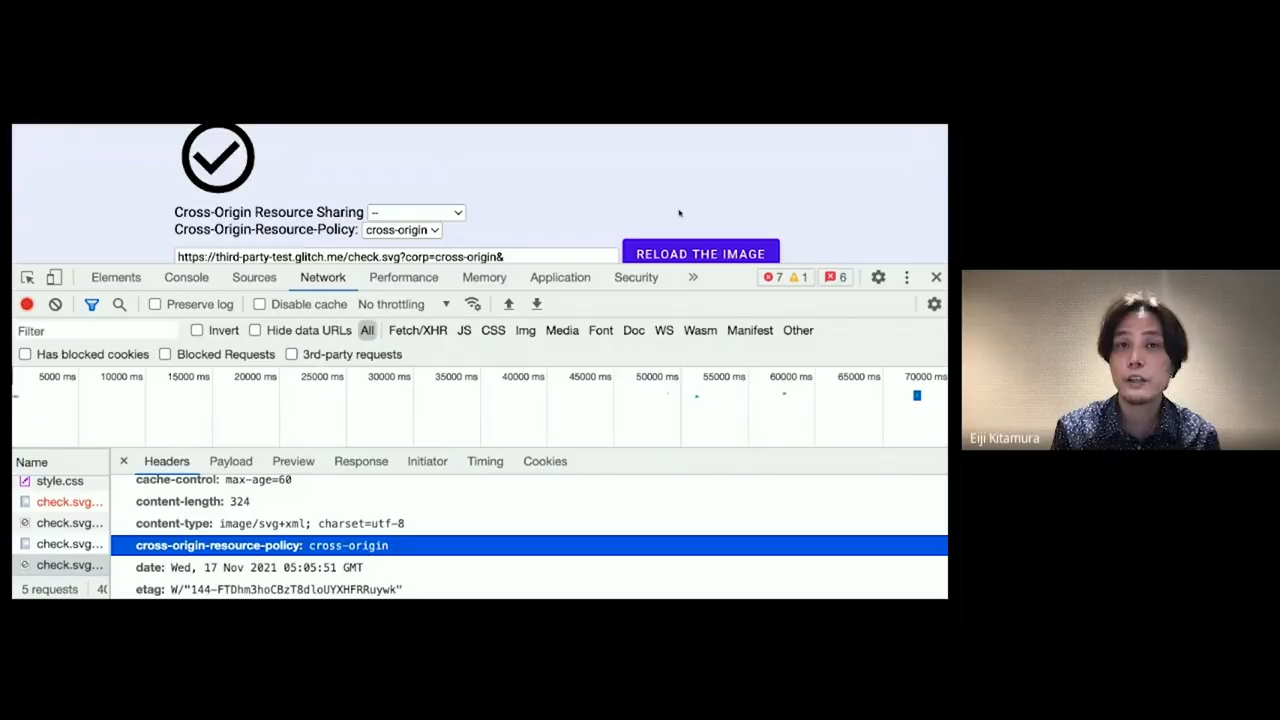 Cross-Origin Resource Sharing --
Cross-Origin-Resource-Policy: cross-origin
https://third-party-test.glitch.me/check.svg?corp=cross-origin&
RELOAD THE IMAGE
Elements Console Sources Network Performance Memory Application Security » 7 1 6
Preserve log Disable cache No throttling
Filter Invert Hide data URLs All Fetch/XHR JS CSS Img Media Font Doc WS Wasm Manifest Other
Has blocked cookies Blocked Requests 3rd-party requests
5000 ms 10000 ms 15000 ms 20000 ms 25000 ms 30000 ms 35000 ms 40000 ms 45000 ms 50000 ms 55000 ms 60000 ms 65000 ms 70000 ms
Name Headers Payload Preview Response Initiator Timing Cookies
style.css
check.svg...
check.svg...
check.svg...
check.svg...
5 requests 40
cache-control: max-age=60
content-length: 324
content-type: image/svg+xml; charset=utf-8
cross-origin-resource-policy: cross-origin
date: Wed, 17 Nov 2021 05:05:51 GMT
etag: W/"144-FTDhm3hoCBzT8dloUYXHFRRuywk"
Eiji Kitamura